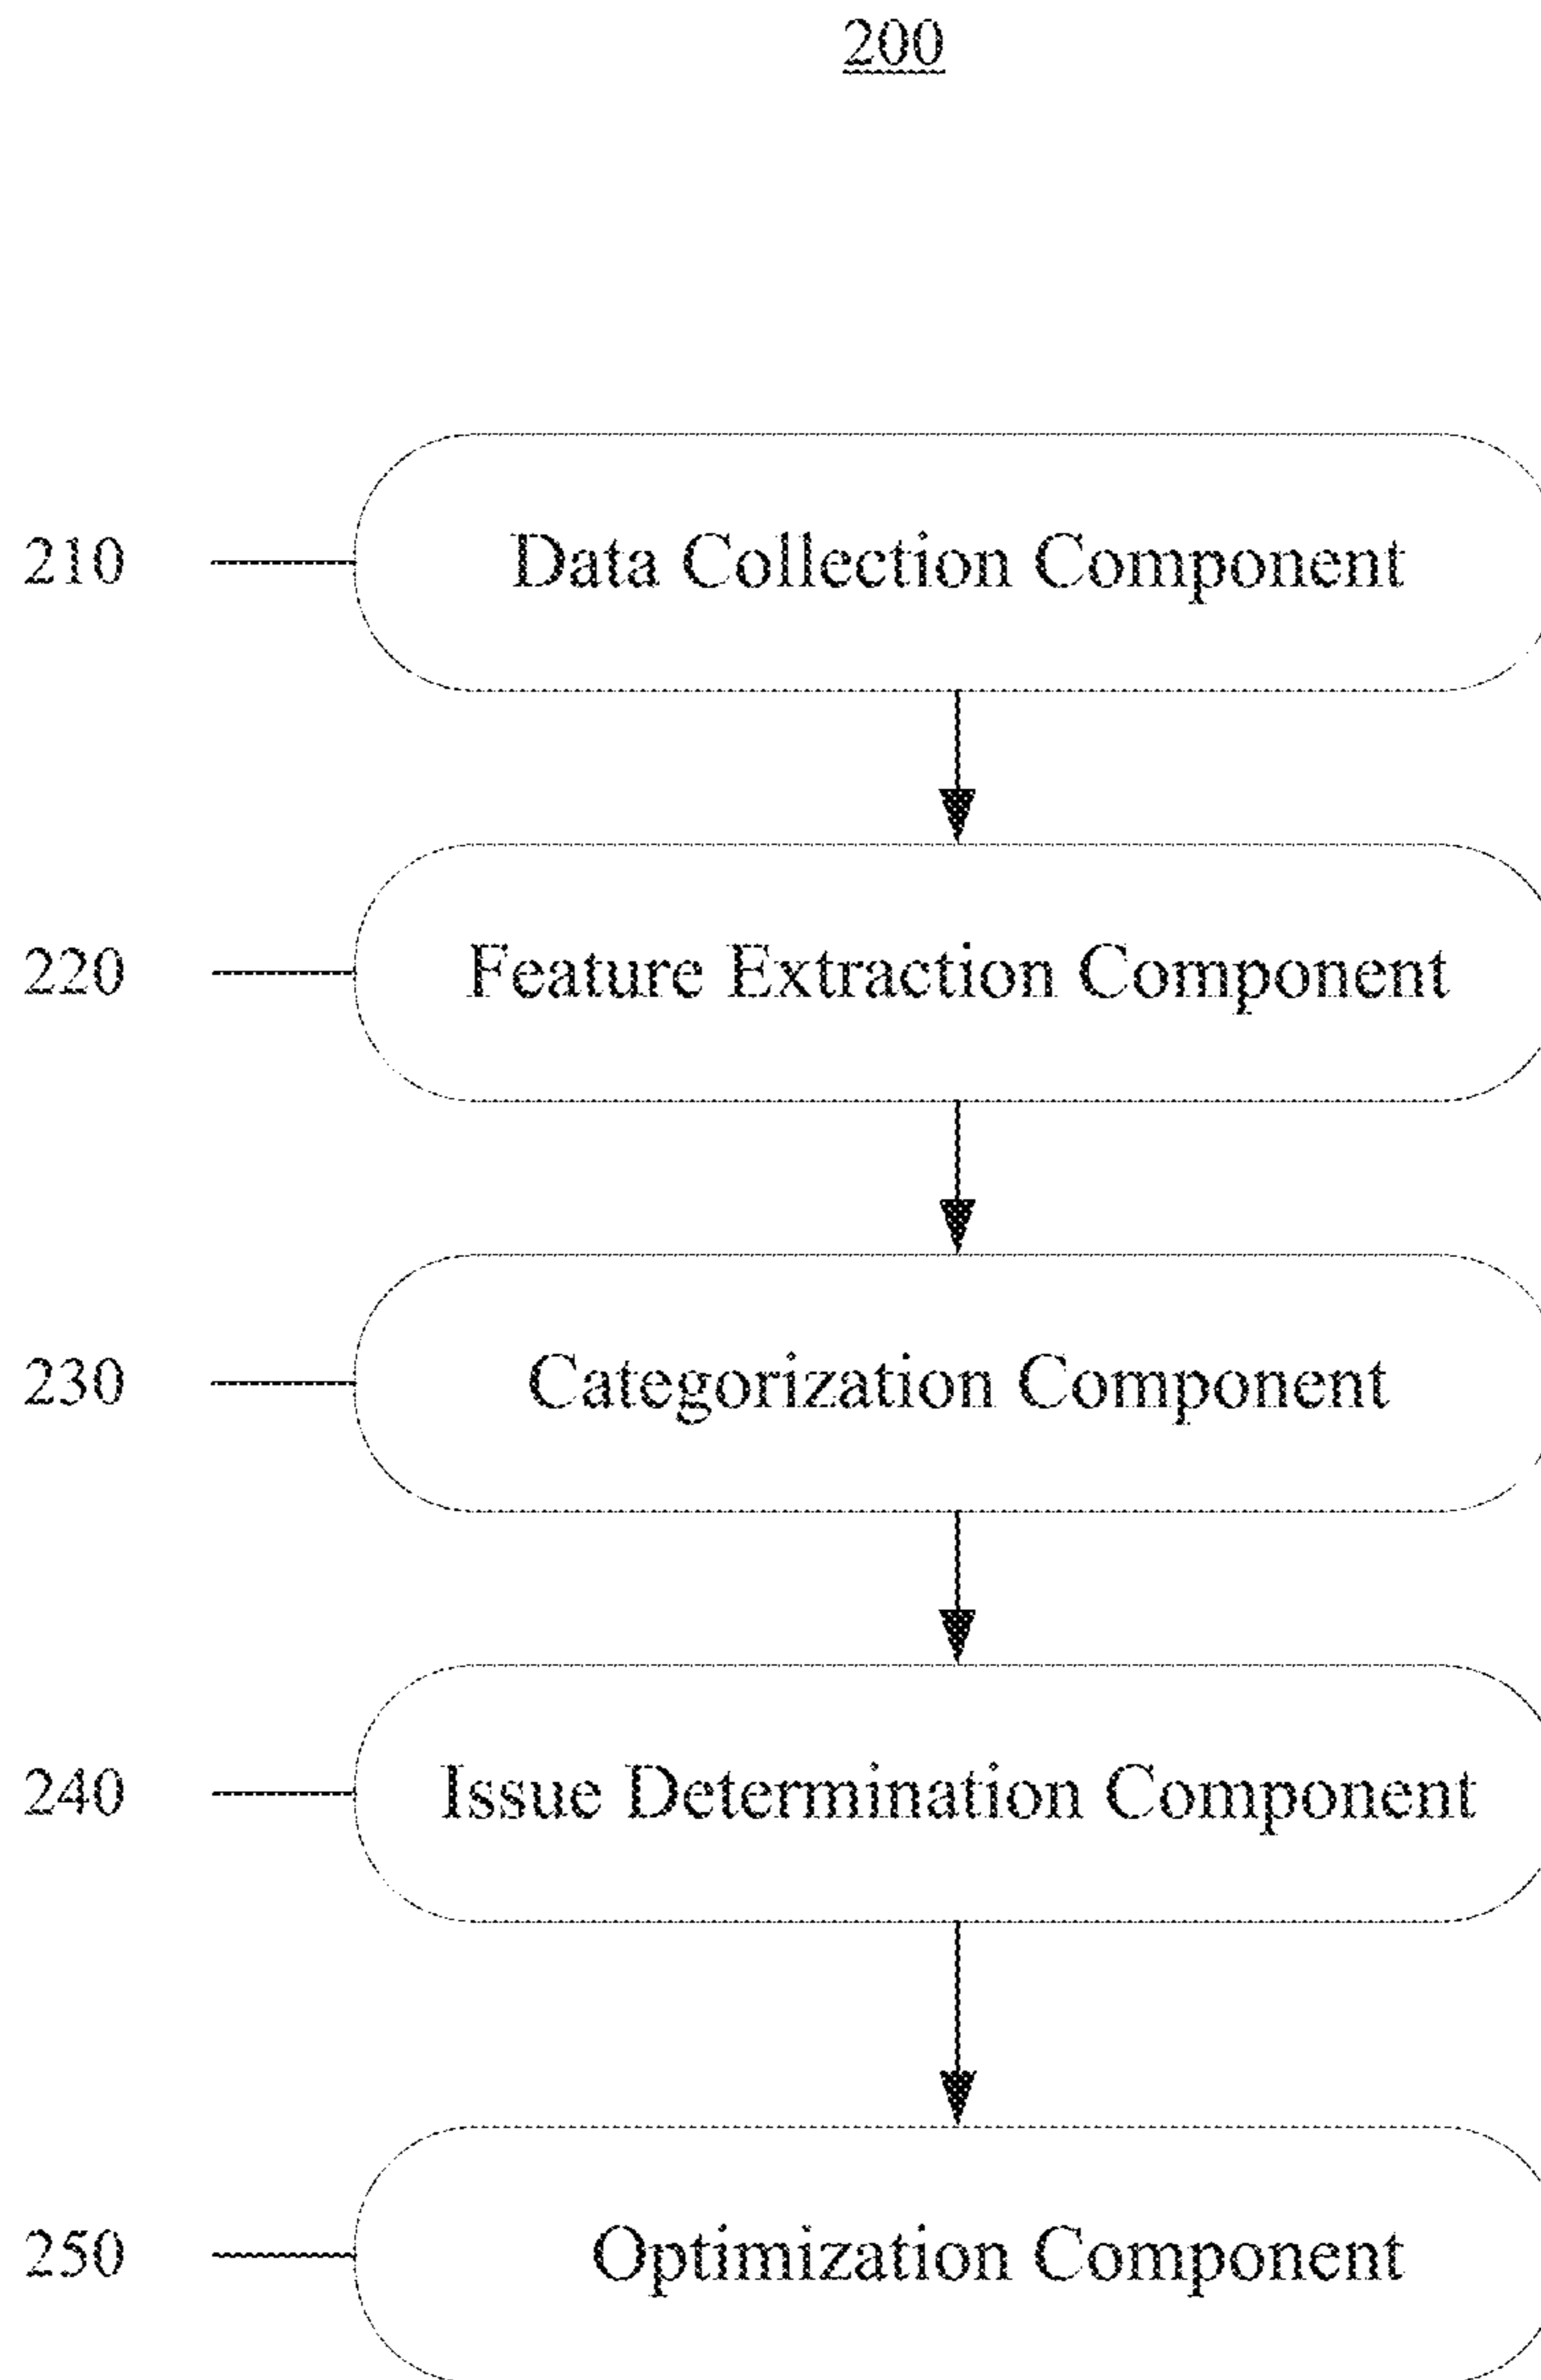 200
210 Data Collection Component
220 Feature Extraction Component
230 Categorization Component
240 Issue Determination Component
250 Optimization Component